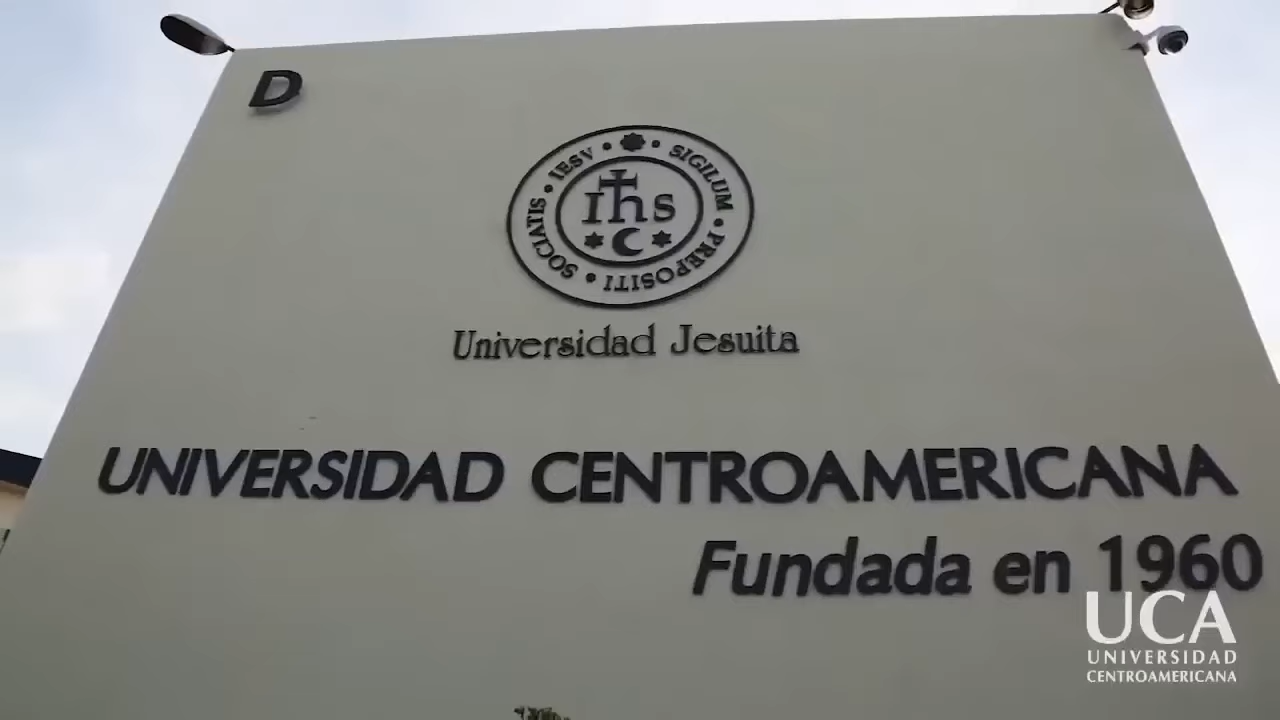 D
SIGILUM • PREPOSITI • SOCIATIS • IESV
IhS
Universidad Jesuita
UNIVERSIDAD CENTROAMERICANA
Fundada en 1960
UCA
UNIVERSIDAD
CENTROAMERICANA